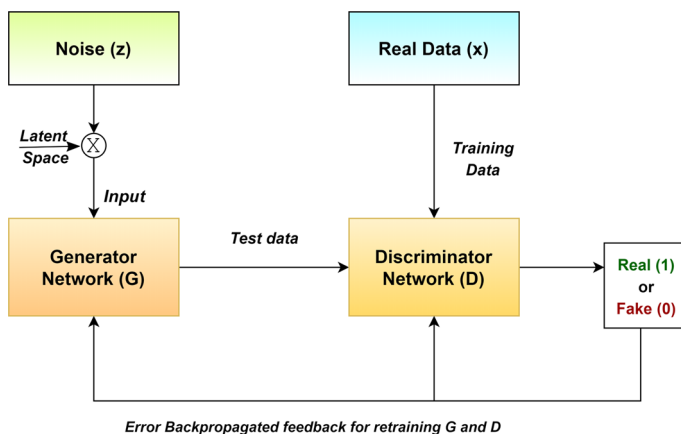 Noise (z)
Real Data (x)
Latent
Space
X
Training
Data
Input
Generator
Network (G)
Test data
Discriminator
Network (D)
Real (1)
or
Fake (0)
Error Backpropagated feedback for retraining G and D